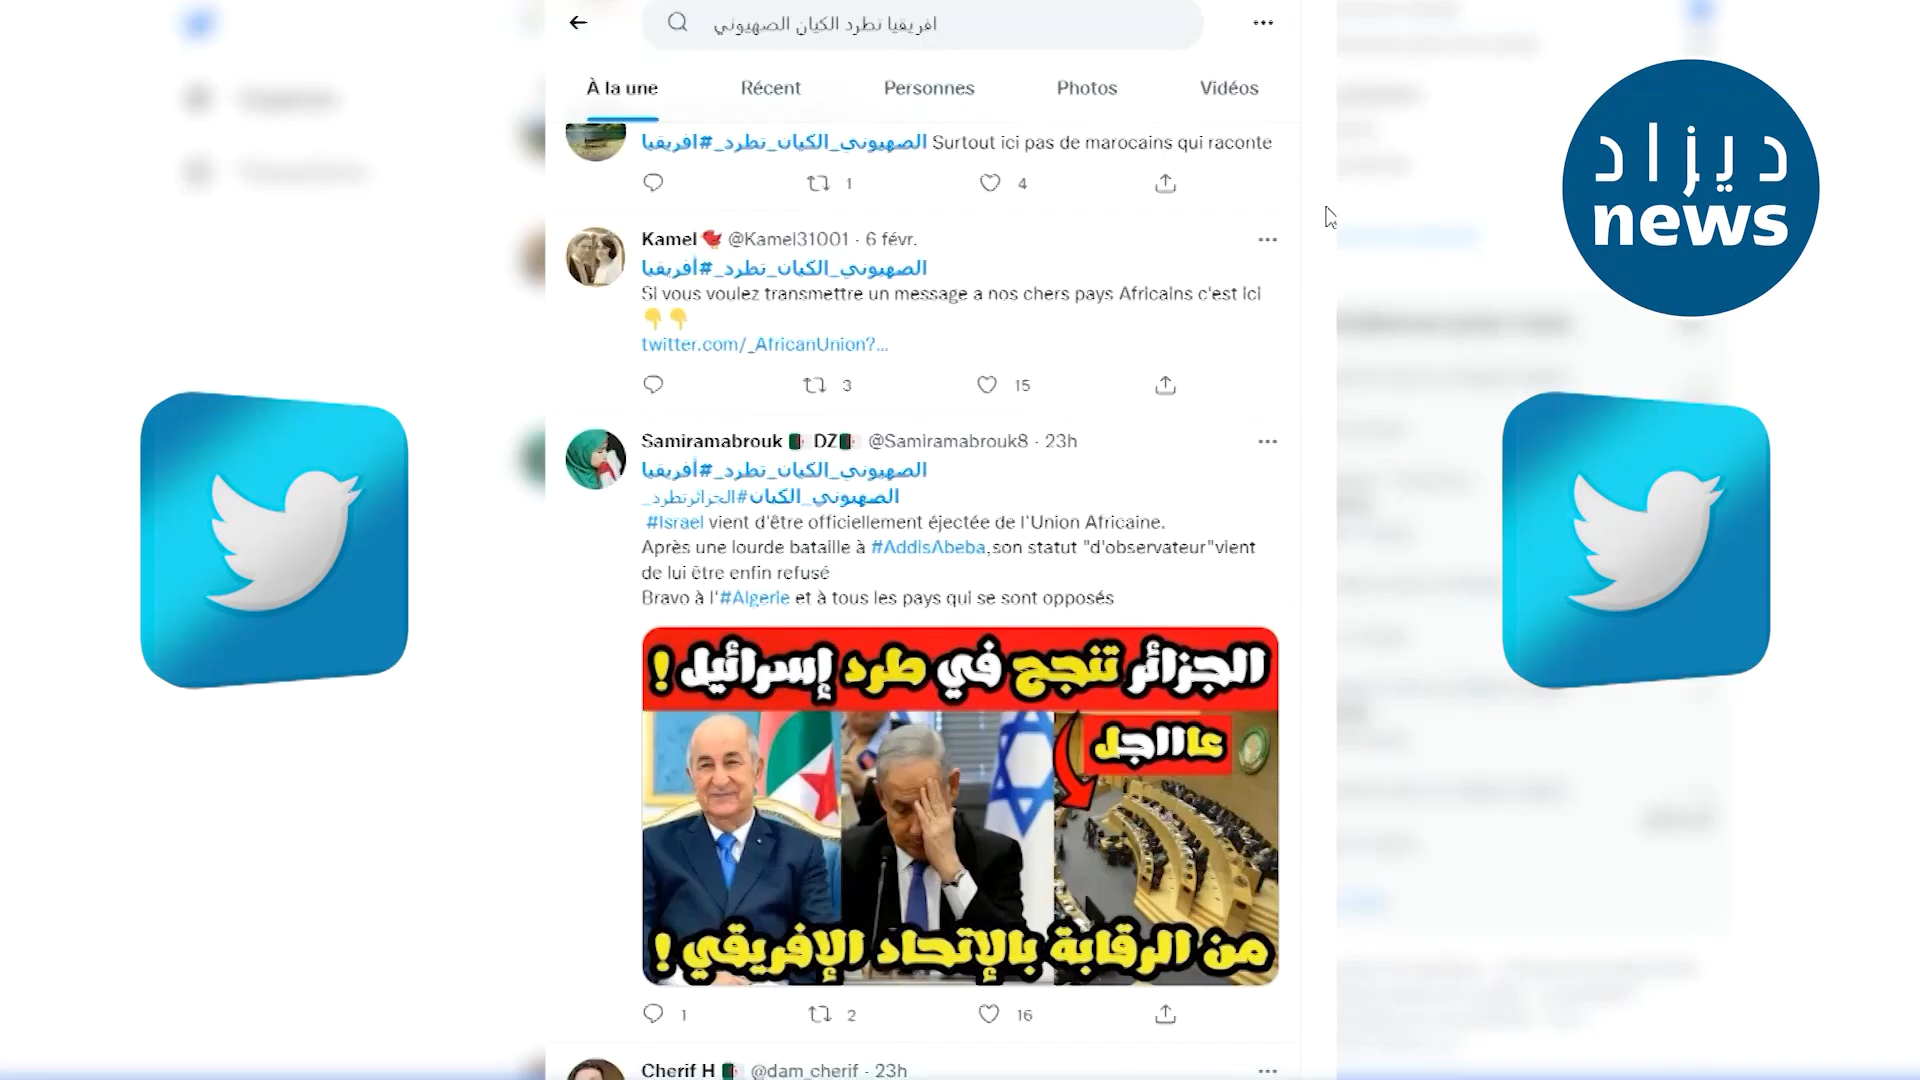 افريقيا تطرد الكيان الصهيوني
À la une Récent Personnes Photos Vidéos
ديزاد
news
#افريقيا_تطرد_الكيان_الصهيوني Surtout ici pas de marocains qui raconte
1 4
Kamel @Kamel31001 · 6 févr.
#أفريقيا_تطرد_الكيان_الصهيوني
Si vous voulez transmettre un message a nos chers pays Africains c'est ici
twitter.com/_AfricanUnion?...
3 15
Samiramabrouk DZ @Samiramabrouk8 · 23h
#أفريقيا_تطرد_الكيان_الصهيوني
_الجزائرتطرد#الكيان_الصهيوني
#Israel vient d'être officiellement éjectée de l'Union Africaine.
Après une lourde bataille à #AddisAbeba,son statut "d'observateur"vient
de lui être enfin refusé
Bravo à l'#Algerie et à tous les pays qui se sont opposés
الجزائر تنجح في طرد إسرائيل !
عاااجل
من الرقابة بالإتحاد الإفريقي !
1 2 16
Cherif H @dam_cherif · 23h